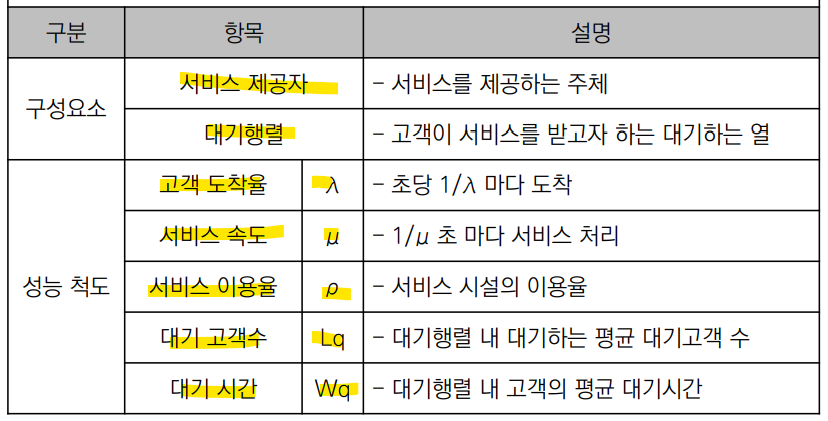 구분 항목 설명
구성요소
서비스 제공자 - 서비스를 제공하는 주체
대기행렬 - 고객이 서비스를 받고자 하는 대기하는 열
성능 척도
고객 도착율 λ - 초당 1/λ 마다 도착
서비스 속도 μ - 1/μ 초 마다 서비스 처리
서비스 이용율 ρ - 서비스 시설의 이용율
대기 고객수 Lq - 대기행렬 내 대기하는 평균 대기고객 수
대기 시간 Wq - 대기행렬 내 고객의 평균 대기시간